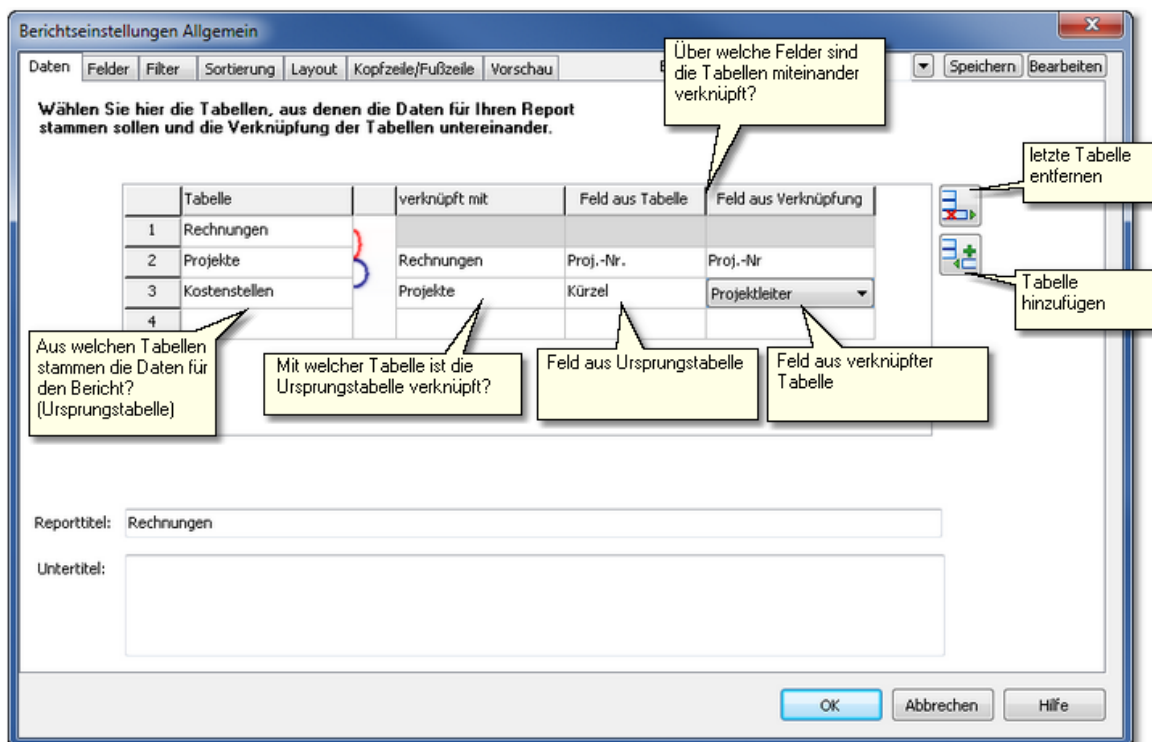 Berichtseinstellungen Allgemein
Daten Felder Filter Sortierung Layout Kopfzeile/Fußzeile Vorschau Speichern Bearbeiten
Über welche Felder sind
die Tabellen miteinander
verknüpft?
Wählen Sie hier die Tabellen, aus denen die Daten für Ihren Report
stammen sollen und die Verknüpfung der Tabellen untereinander.
letzte Tabelle
entfernen
Tabelle verknüpft mit Feld aus Tabelle Feld aus Verknüpfung
1 Rechnungen
2 Projekte Rechnungen Proj.-Nr. Proj.-Nr
3 Kostenstellen Projekte Kürzel Projektleiter
4
Tabelle
hinzufügen
Aus welchen Tabellen
stammen die Daten für
den Bericht?
(Ursprungstabelle)
Mit welcher Tabelle ist die
Ursprungstabelle verknüpft?
Feld aus Ursprungstabelle
Feld aus verknüpfter
Tabelle
Reporttitel: Rechnungen
Untertitel:
OK Abbrechen Hilfe